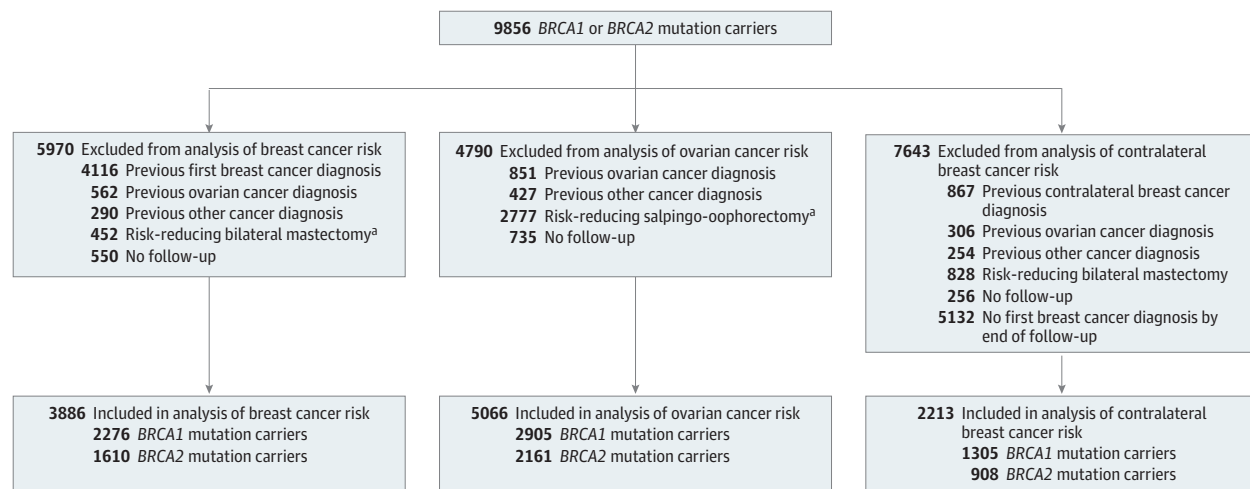 9856 BRCA1 or BRCA2 mutation carriers
5970 Excluded from analysis of breast cancer risk
4116 Previous first breast cancer diagnosis
562 Previous ovarian cancer diagnosis
290 Previous other cancer diagnosis
452 Risk-reducing bilateral mastectomyᵃ
550 No follow-up
4790 Excluded from analysis of ovarian cancer risk
851 Previous ovarian cancer diagnosis
427 Previous other cancer diagnosis
2777 Risk-reducing salpingo-oophorectomyᵃ
735 No follow-up
7643 Excluded from analysis of contralateral
breast cancer risk
867 Previous contralateral breast cancer
diagnosis
306 Previous ovarian cancer diagnosis
254 Previous other cancer diagnosis
828 Risk-reducing bilateral mastectomy
256 No follow-up
5132 No first breast cancer diagnosis by
end of follow-up
3886 Included in analysis of breast cancer risk
2276 BRCA1 mutation carriers
1610 BRCA2 mutation carriers
5066 Included in analysis of ovarian cancer risk
2905 BRCA1 mutation carriers
2161 BRCA2 mutation carriers
2213 Included in analysis of contralateral
breast cancer risk
1305 BRCA1 mutation carriers
908 BRCA2 mutation carriers